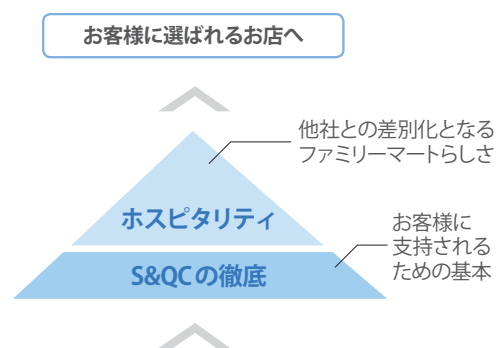 お客様に選ばれるお店へ
他社との差別化となる
ファミリーマートらしさ
ホスピタリティ
お客様に
支持される
ための基本
S&QCの徹底